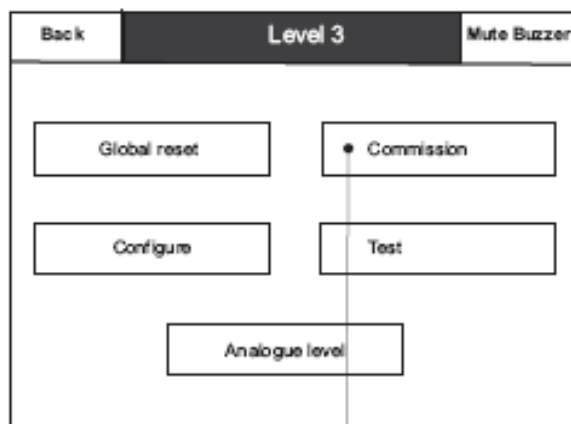 Back
Level 3
Mute Buzzer
Global reset
Commission
Configure
Test
Analogue level